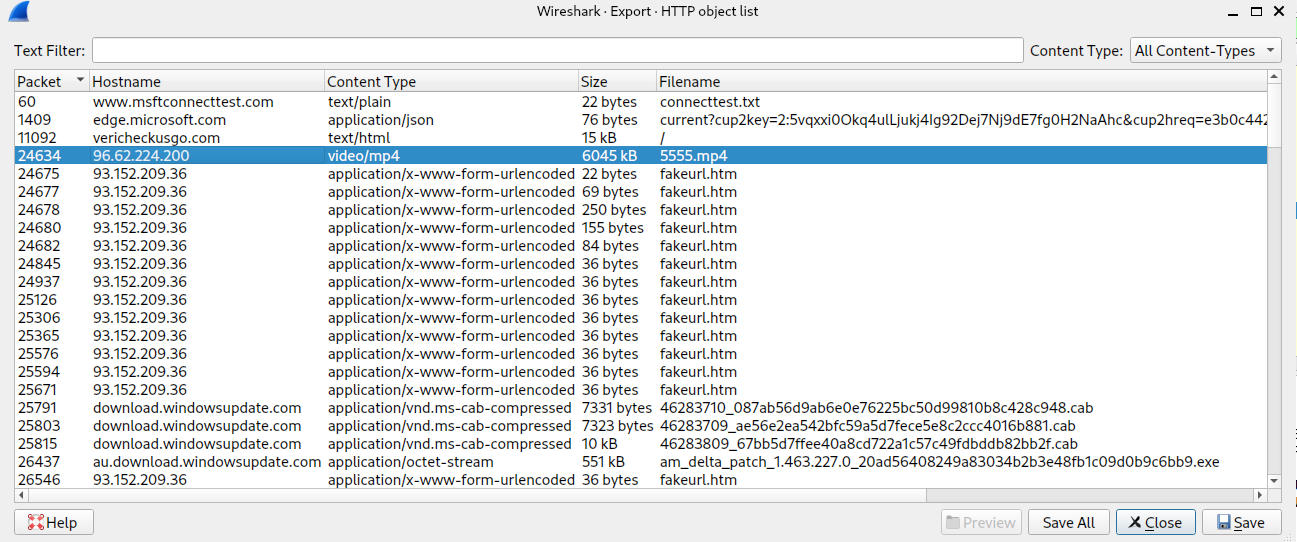 Wireshark · Export · HTTP object list
Text Filter: Content Type: All Content-Types
Packet Hostname Content Type Size Filename
60 www.msftconnecttest.com text/plain 22 bytes connecttest.txt
1409 edge.microsoft.com application/json 76 bytes current?cup2key=2:5vqxxi0Okq4ulLjukj4Ig92Dej7Nj9dE7fg0H2NaAhc&cup2hreq=e3b0c442
11092 vericheckusgo.com text/html 15 kB /
24634 96.62.224.200 video/mp4 6045 kB 5555.mp4
24675 93.152.209.36 application/x-www-form-urlencoded 22 bytes fakeurl.htm
24677 93.152.209.36 application/x-www-form-urlencoded 69 bytes fakeurl.htm
24678 93.152.209.36 application/x-www-form-urlencoded 250 bytes fakeurl.htm
24680 93.152.209.36 application/x-www-form-urlencoded 155 bytes fakeurl.htm
24682 93.152.209.36 application/x-www-form-urlencoded 84 bytes fakeurl.htm
24845 93.152.209.36 application/x-www-form-urlencoded 36 bytes fakeurl.htm
24937 93.152.209.36 application/x-www-form-urlencoded 36 bytes fakeurl.htm
25126 93.152.209.36 application/x-www-form-urlencoded 36 bytes fakeurl.htm
25306 93.152.209.36 application/x-www-form-urlencoded 36 bytes fakeurl.htm
25365 93.152.209.36 application/x-www-form-urlencoded 36 bytes fakeurl.htm
25576 93.152.209.36 application/x-www-form-urlencoded 36 bytes fakeurl.htm
25594 93.152.209.36 application/x-www-form-urlencoded 36 bytes fakeurl.htm
25671 93.152.209.36 application/x-www-form-urlencoded 36 bytes fakeurl.htm
25791 download.windowsupdate.com application/vnd.ms-cab-compressed 7331 bytes 46283710_087ab56d9ab6e0e76225bc50d99810b8c428c948.cab
25803 download.windowsupdate.com application/vnd.ms-cab-compressed 7323 bytes 46283709_ae56e2ea542bfc59a5d7fece5e8c2ccc4016b881.cab
25815 download.windowsupdate.com application/vnd.ms-cab-compressed 10 kB 46283809_67bb5d7ffee40a8cd722a1c57c49fdbddb82bb2f.cab
26437 au.download.windowsupdate.com application/octet-stream 551 kB am_delta_patch_1.463.227.0_20ad56408249a83034b2b3e48fb1c09d0b9c6bb9.exe
26546 93.152.209.36 application/x-www-form-urlencoded 36 bytes fakeurl.htm
Help Preview Save All Close Save